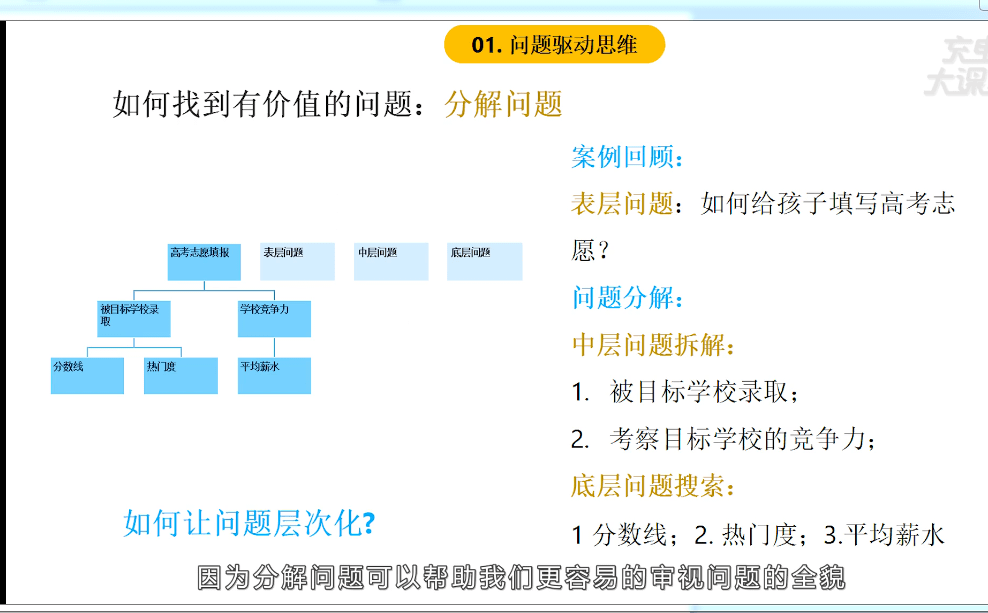 01. 问题驱动思维
充电
大课
如何找到有价值的问题：分解问题
案例回顾：
表层问题：如何给孩子填写高考志
愿？
问题分解：
中层问题拆解：
1. 被目标学校录取；
2. 考察目标学校的竞争力；
底层问题搜索：
1 分数线；2. 热门度；3.平均薪水
高考志愿填报 表层问题 中层问题 底层问题
被目标学校录
取
学校竞争力
分数线 热门度 平均薪水
如何让问题层次化?
因为分解问题可以帮助我们更容易的审视问题的全貌